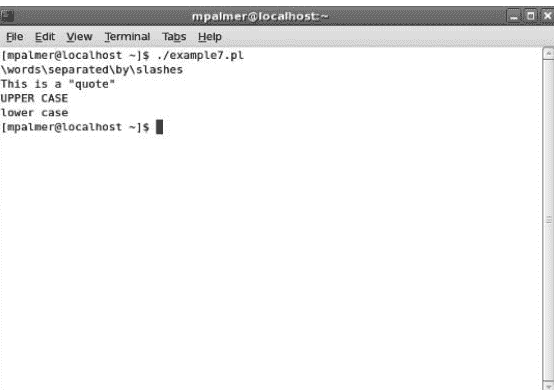 mpalmer@localhost:~
File Edit View Terminal Tabs Help
[mpalmer@localhost ~]$ ./example7.pl
\words\separated\by\slashes
This is a "quote"
UPPER CASE
lower case
[mpalmer@localhost ~]$